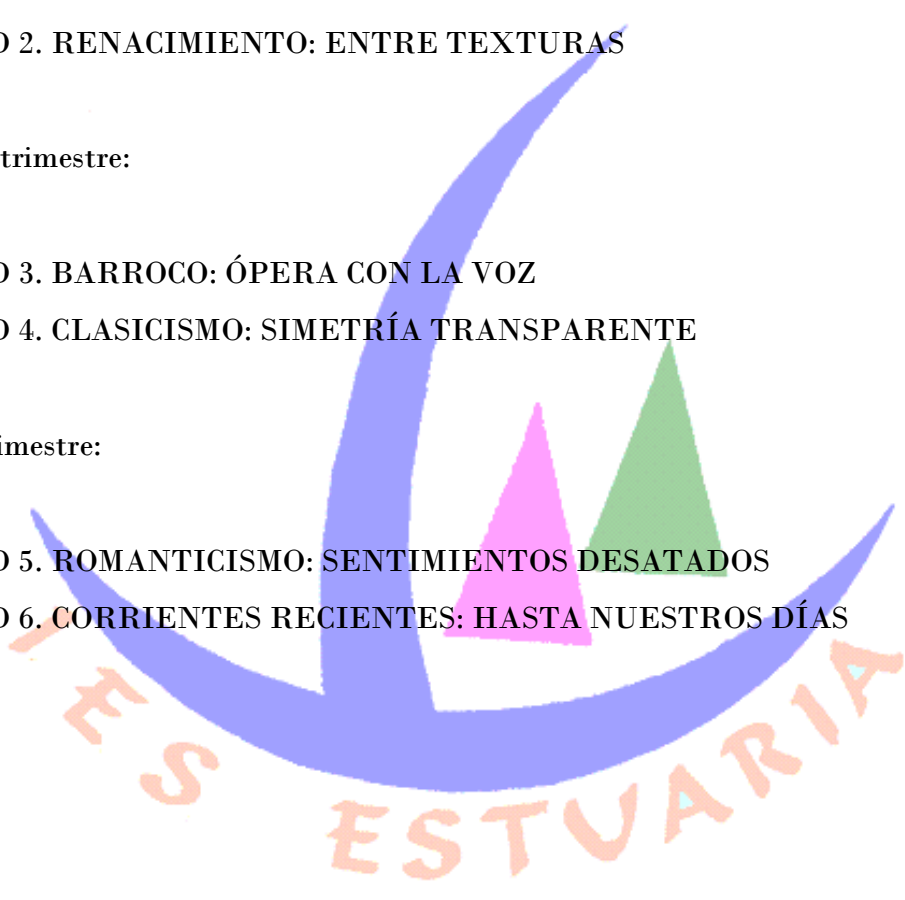 2. RENACIMIENTO: ENTRE TEXTURAS
trimestre:
3. BARROCO: ÓPERA CON LA VOZ
4. CLASICISMO: SIMETRÍA TRANSPARENTE
imestre:
5. ROMANTICISMO: SENTIMIENTOS DESATADOS
6. CORRIENTES RECIENTES: HASTA NUESTROS DÍAS
IES ESTUARIA